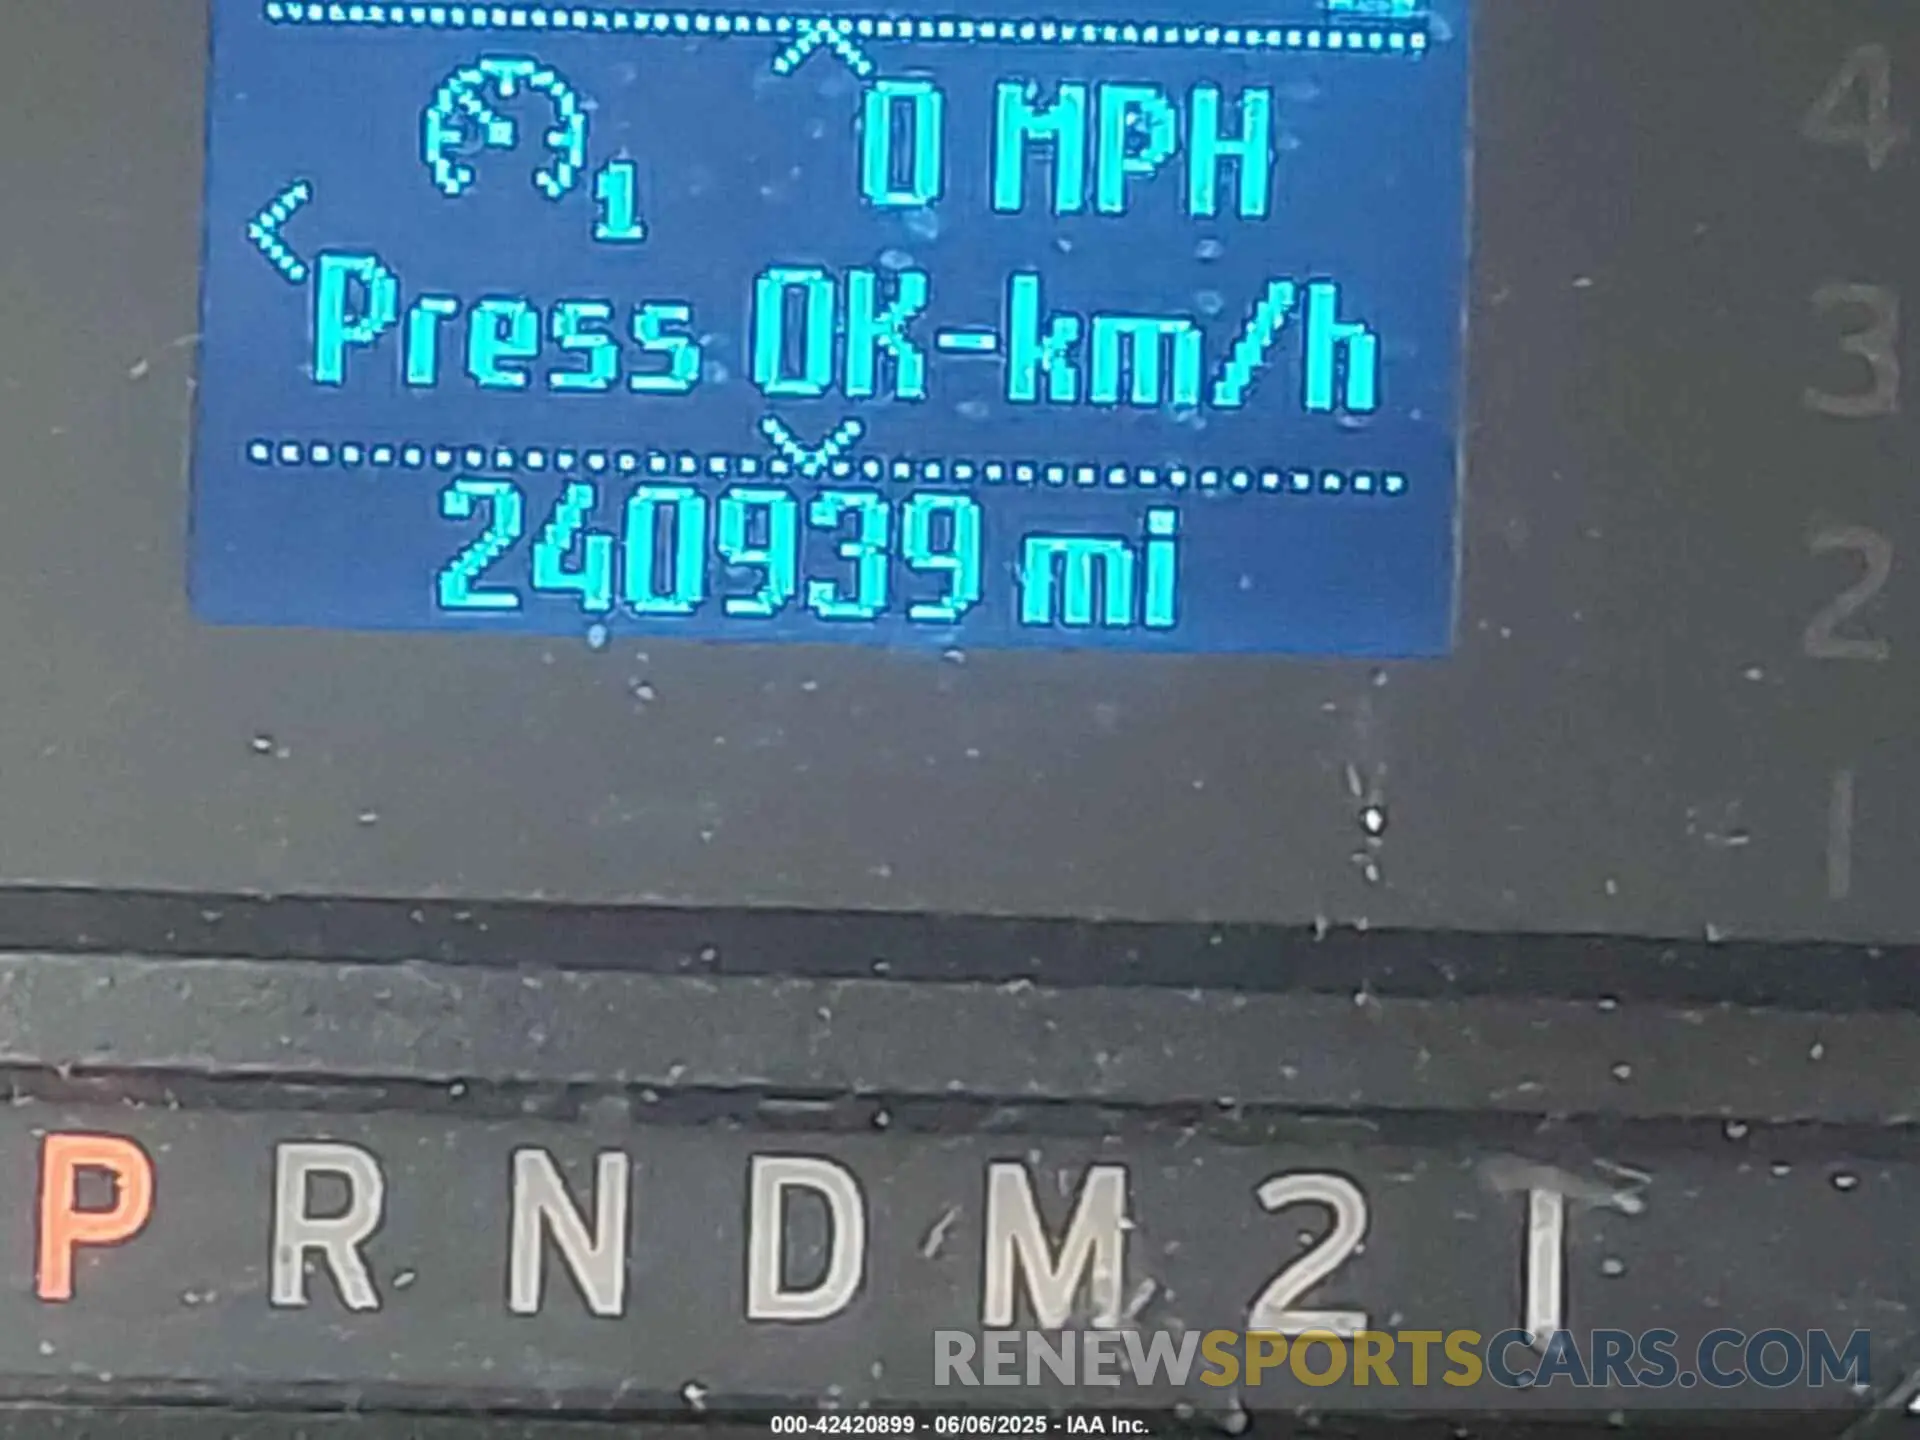 0 MPH
1
Press OK-km/h
240939 mi
4
3
2
1
P R N D M 2 1
RENEWSPORTSCARS.COM
000-42420899 - 06/06/2025 - IAA Inc.